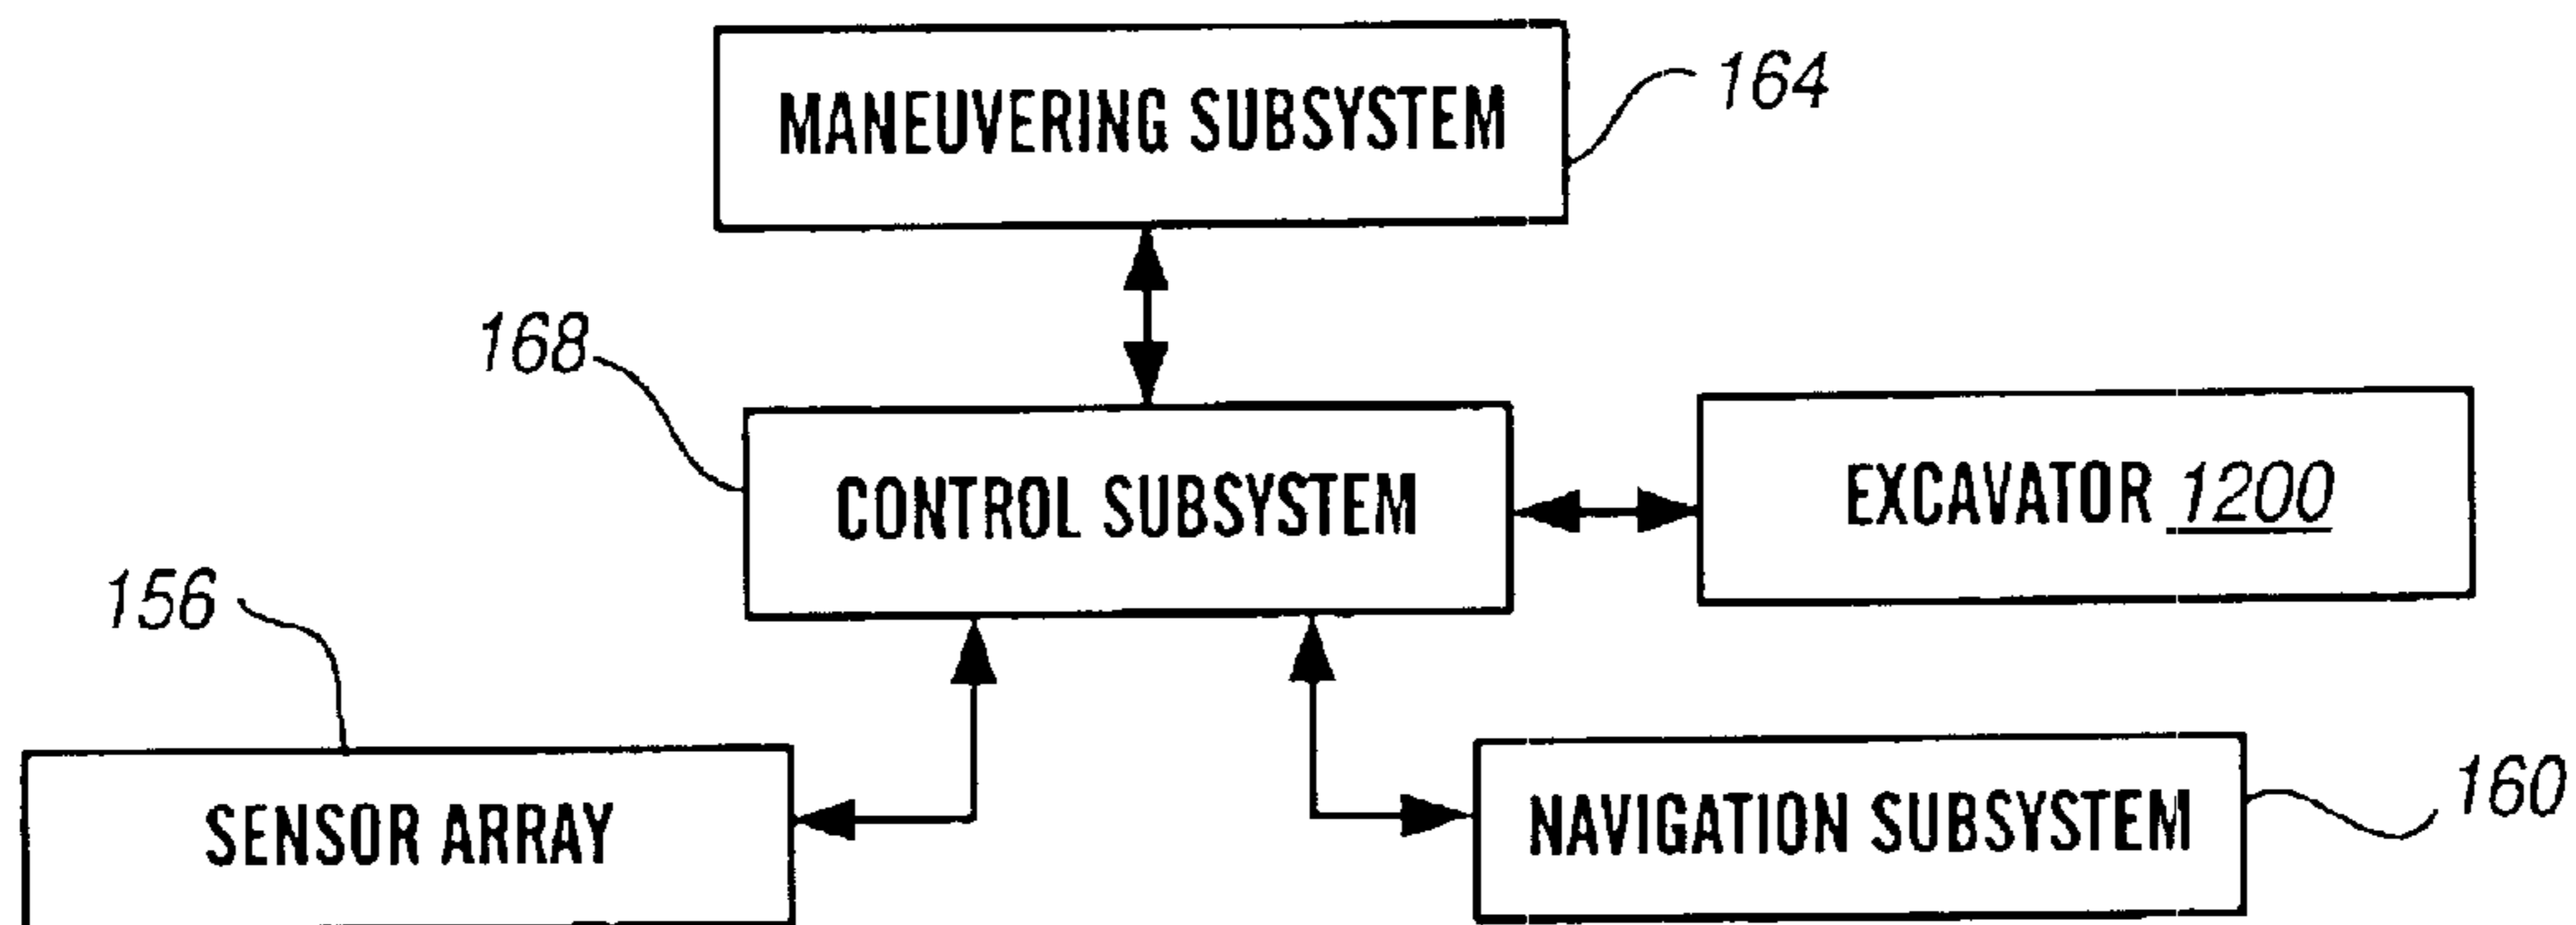 MANEUVERING SUBSYSTEM
164
168
CONTROL SUBSYSTEM
EXCAVATOR 1200
156
SENSOR ARRAY
NAVIGATION SUBSYSTEM
160